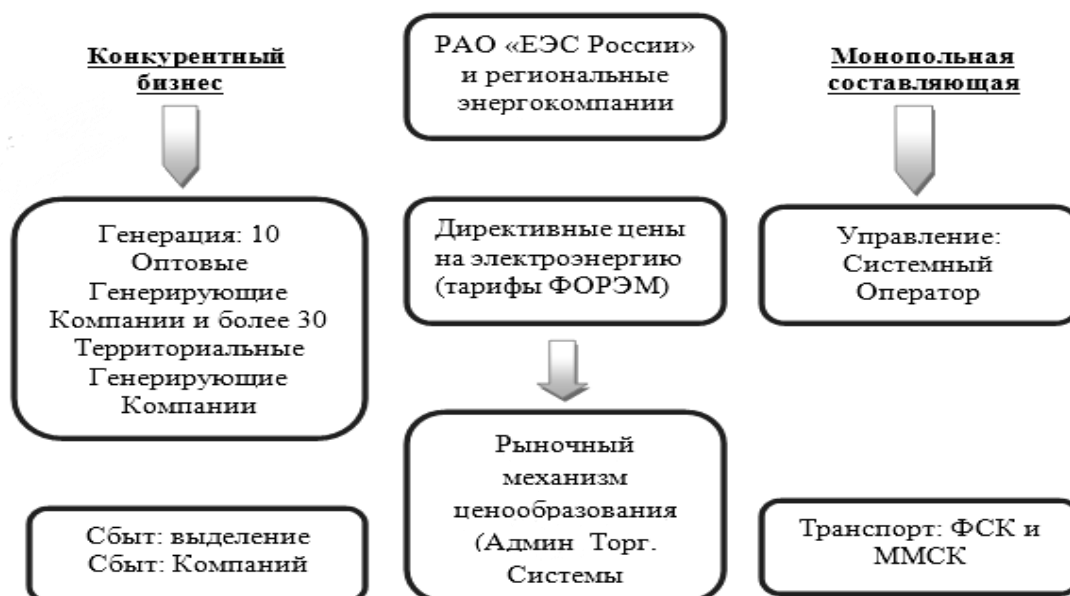 Конкурентный
бизнес
РАО «ЕЭС России»
и региональные
энергокомпании
Монопольная
составляющая
Генерация: 10
Оптовые
Генерирующие
Компании и более 30
Территориальные
Генерирующие
Компании
Директивные цены
на электроэнергию
(тарифы ФОРЭМ)
Управление:
Системный
Оператор
Сбыт: выделение
Сбыт: Компаний
Рыночный
механизм
ценообразования
(Админ Торг.
Системы
Транспорт: ФСК и
ММСК